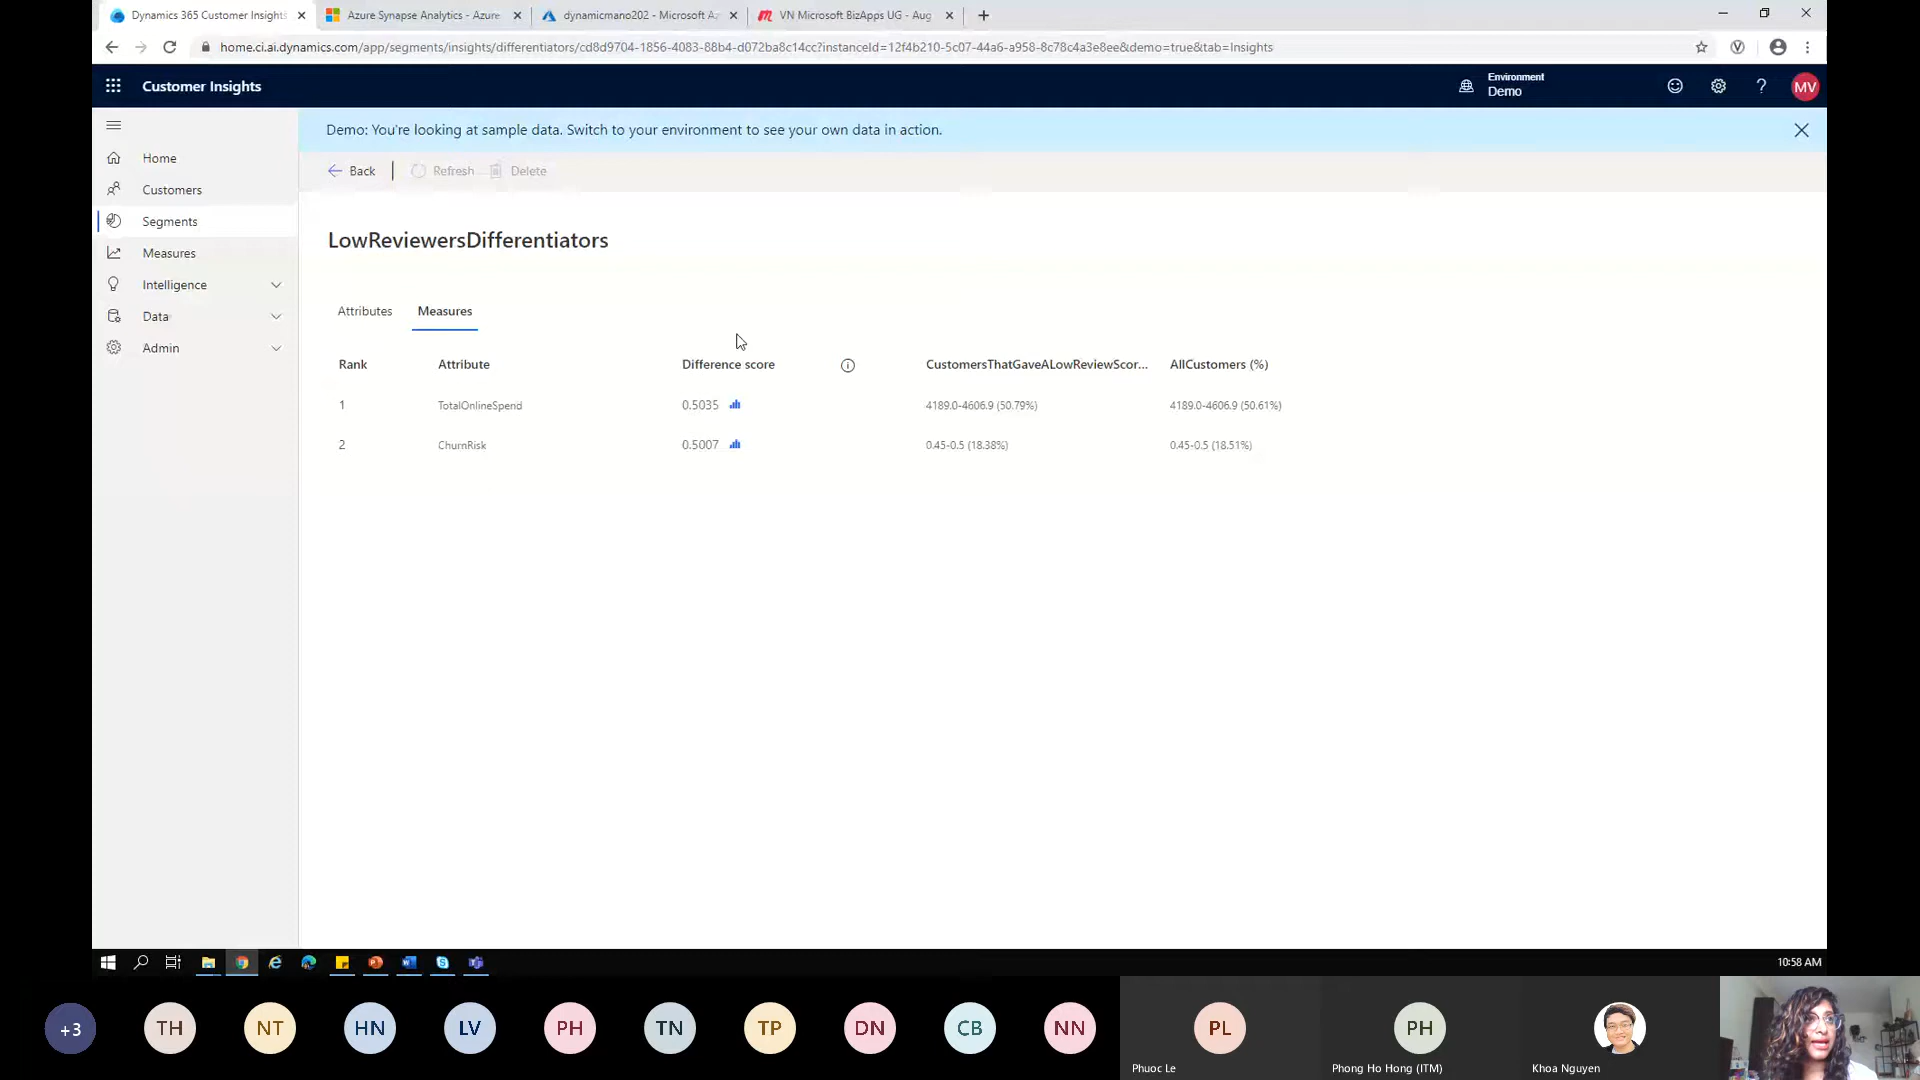 Dynamics 365 Customer Insights
Azure Synapse Analytics - Azure
dynamicmano202 - Microsoft Az
VN Microsoft BizApps UG - Aug
home.ci.ai.dynamics.com/app/segments/insights/differentiators/cd8d9704-1856-4083-88b4-d072ba8c14cc?instanceId=12f4b210-5c07-44a6-a958-8c78c4a3e8ee&demo=true&tab=Insights
Customer Insights
Environment
Demo
?
MV
Demo: You're looking at sample data. Switch to your environment to see your own data in action.
Home
Customers
Segments
Measures
Intelligence
Data
Admin
Back
Refresh
Delete
LowReviewersDifferentiators
Attributes Measures
Rank Attribute Difference score CustomersThatGaveALowReviewScor... AllCustomers (%)
1 TotalOnlineSpend 0.5035 4189.0-4606.9 (50.79%) 4189.0-4606.9 (50.61%)
2 ChurnRisk 0.5007 0.45-0.5 (18.38%) 0.45-0.5 (18.51%)
10:58 AM
+3 TH NT HN LV PH TN TP DN CB NN PL PH
Phuoc Le Phong Ho Hong (ITM) Khoa Nguyen